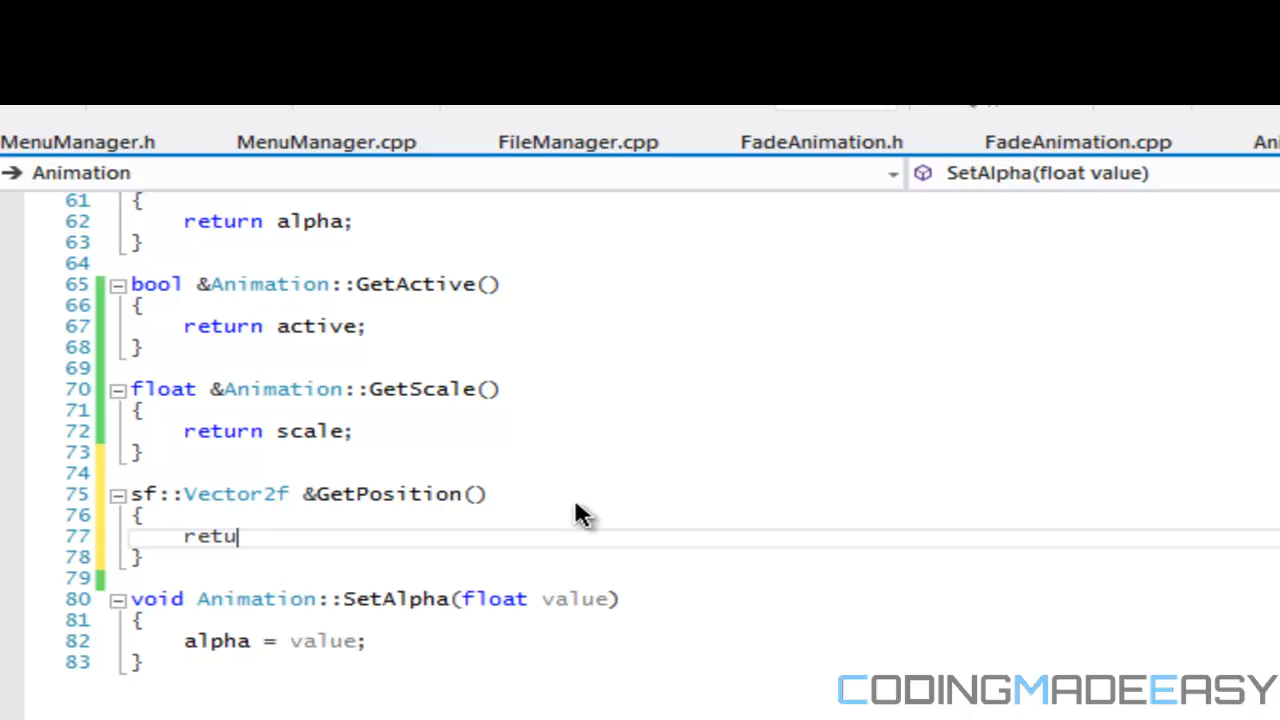 MenuManager.h MenuManager.cpp FileManager.cpp FadeAnimation.h FadeAnimation.cpp An
Animation SetAlpha(float value)
61 {
62 return alpha;
63 }
64
65 bool &Animation::GetActive()
66 {
67 return active;
68 }
69
70 float &Animation::GetScale()
71 {
72 return scale;
73 }
74
75 sf::Vector2f &GetPosition()
76 {
77 retu
78 }
79
80 void Animation::SetAlpha(float value)
81 {
82 alpha = value;
83 }
CODINGMADEEASY